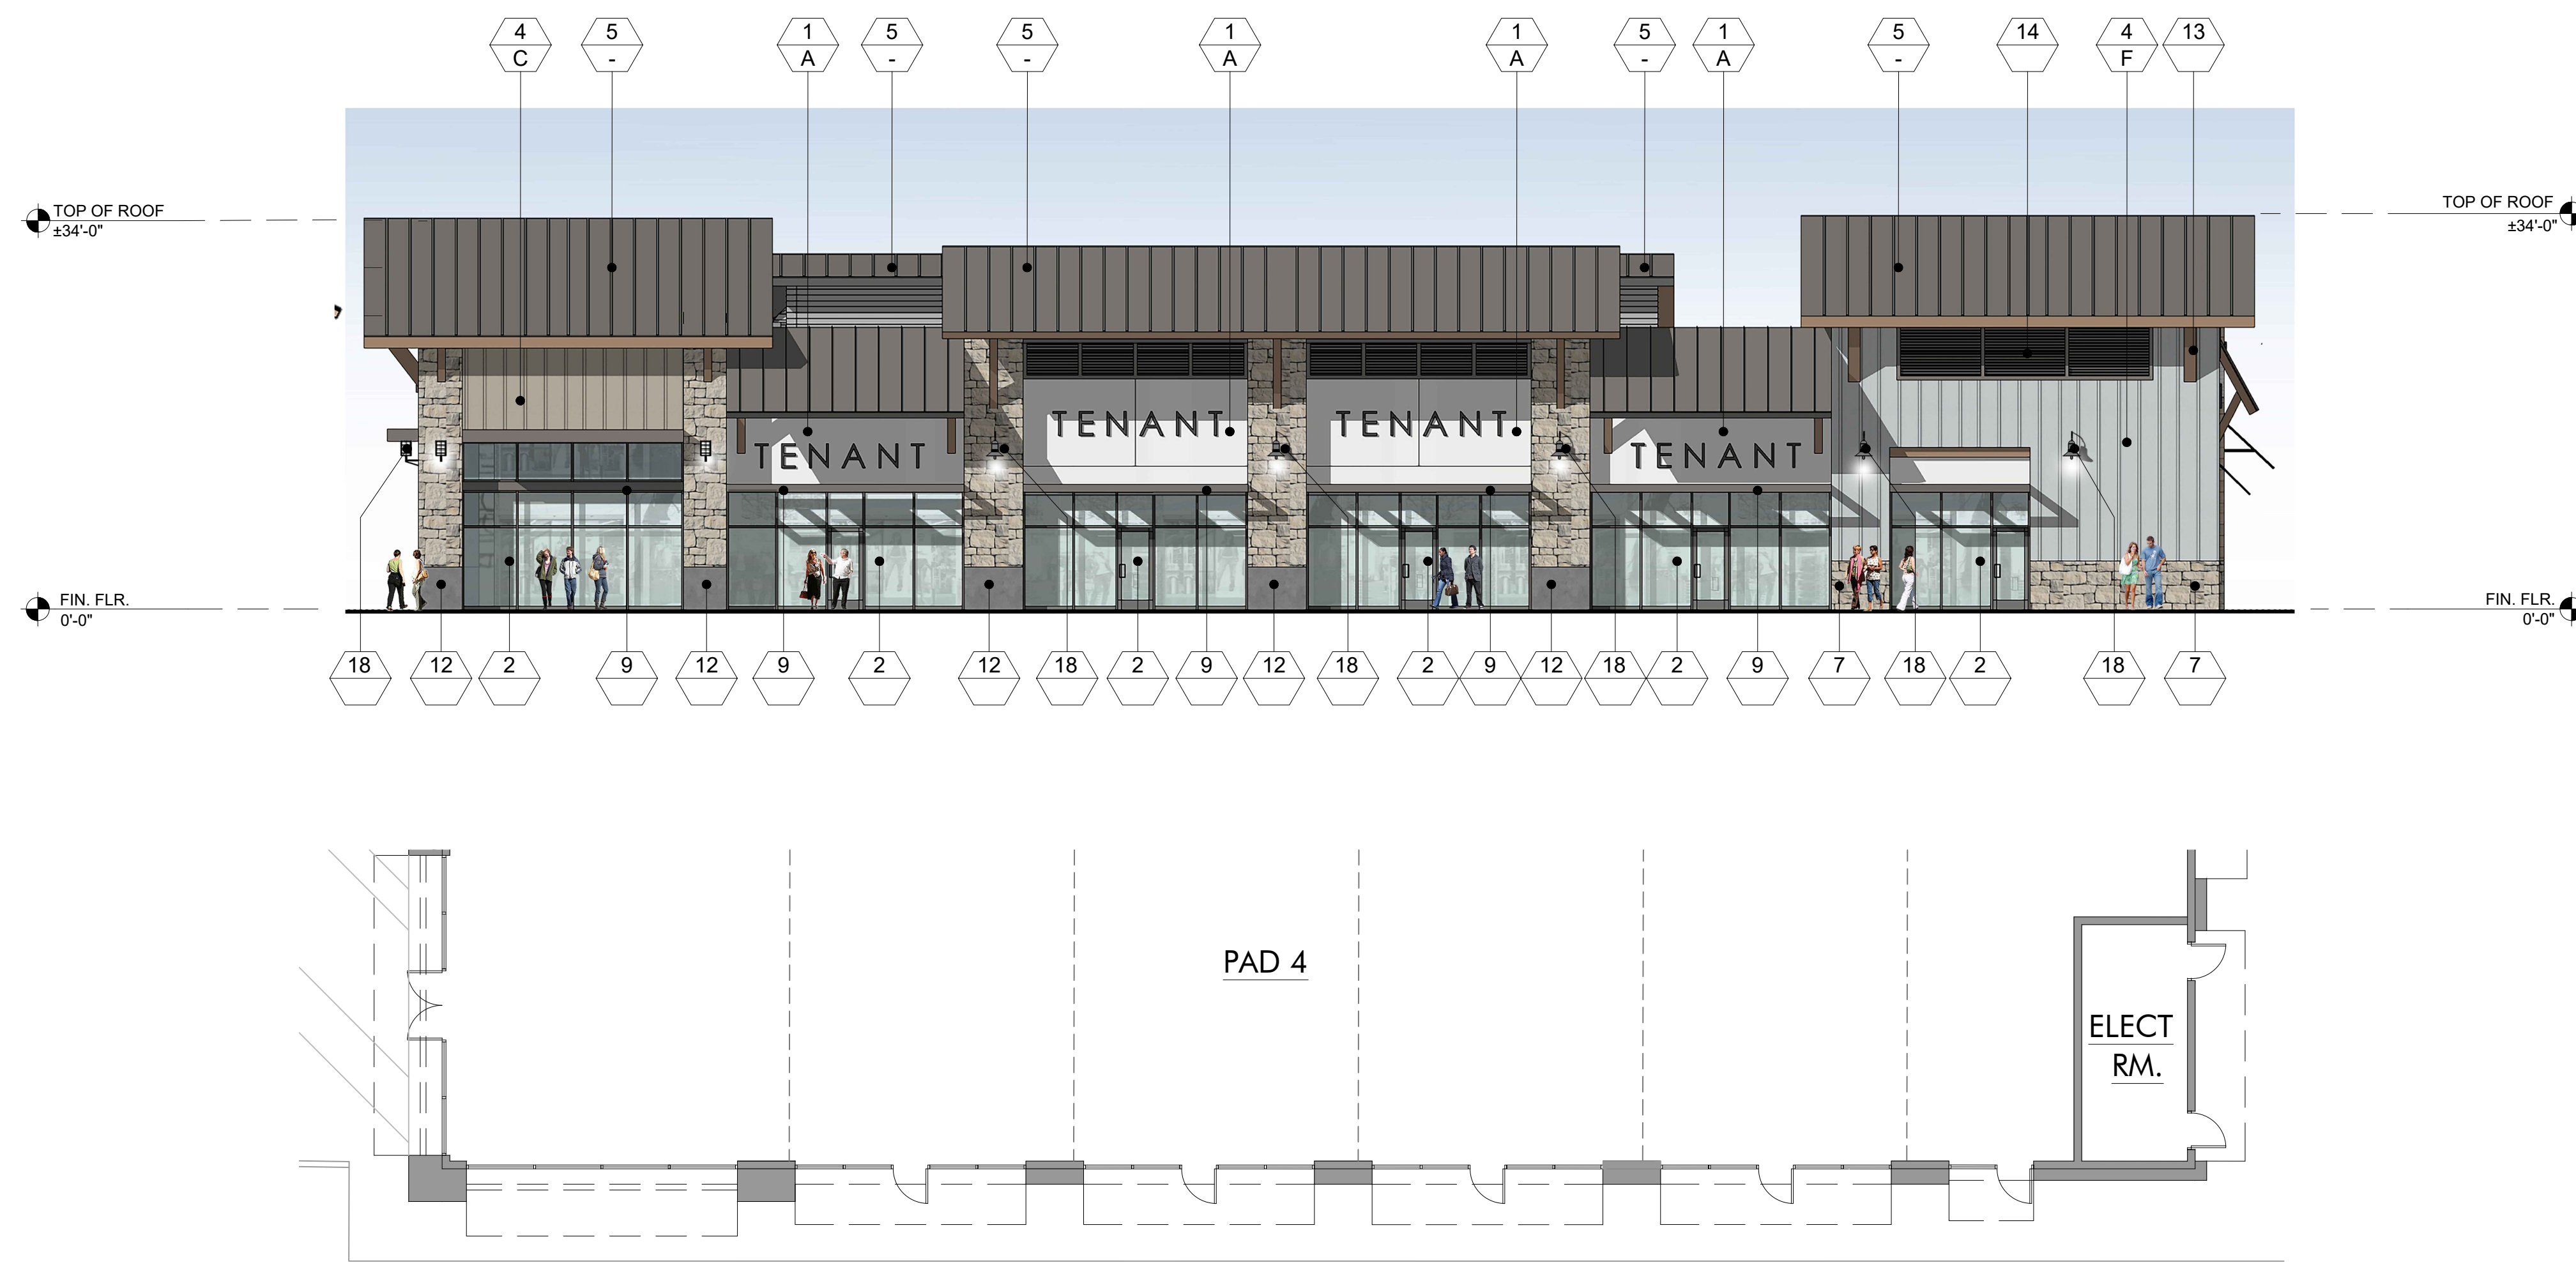 4 5 1 5 5 1 1 5 1 5 14 4 13
C - A - - A A - A - F
TOP OF ROOF
±34'-0"
TOP OF ROOF
±34'-0"
TENANT
TENANT
TENANT
TENANT
FIN. FLR.
0'-0"
FIN. FLR.
0'-0"
18 12 2 9 12 9 2 12 18 2 9 12 18 2 9 12 18 2 9 7 18 2 18 7
PAD 4
ELECT
RM.